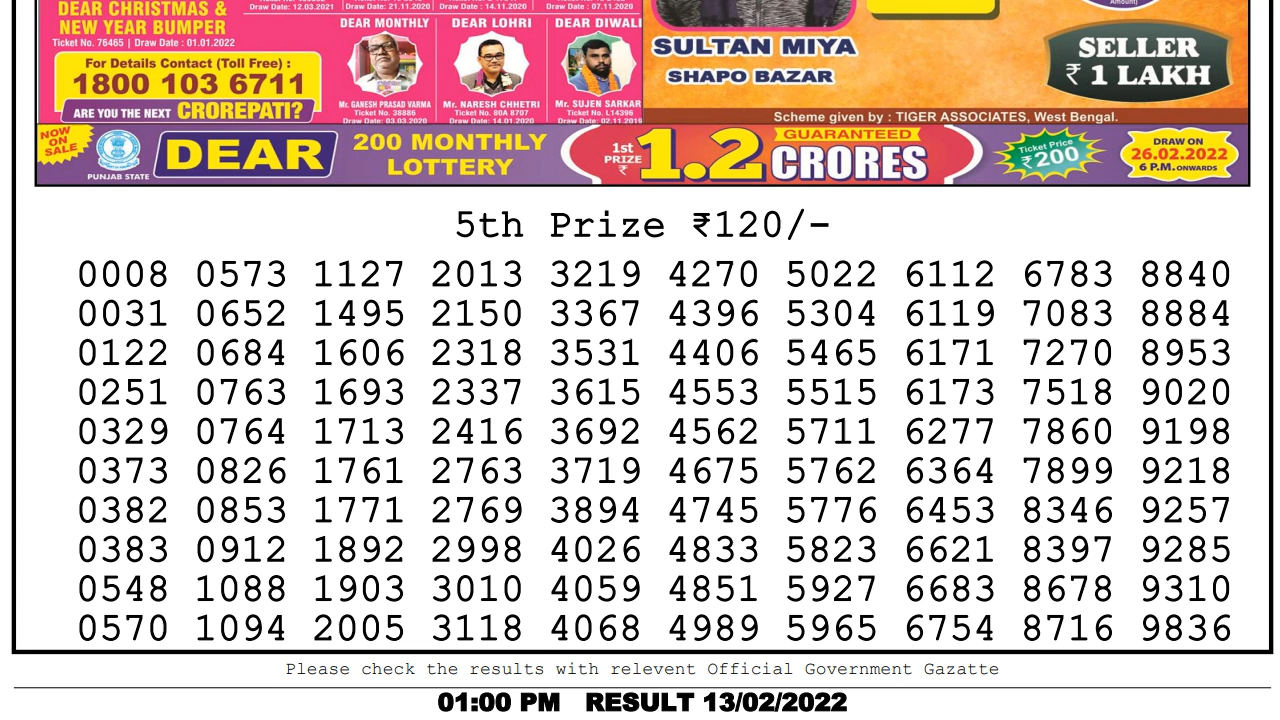 DEAR CHRISTMAS &
NEW YEAR BUMPER
Ticket No. 76465 | Draw Date : 01.01.2022
For Details Contact (Toll Free) :
1800 103 6711
ARE YOU THE NEXT CROREPATI?
Draw Date: 12.03.2021
Draw Date: 21.11.2020
Draw Date : 14.11.2020
Draw Date : 07.11.2020
DEAR MONTHLY
DEAR LOHRI
DEAR DIWALI
Mr. GANESH PRASAD VARMA
Ticket No. 38886
Draw Date: 03.03.2020
Mr. NARESH CHHETRI
Ticket No. 80A 8707
Draw Date: 14.01.2020
Mr. SUJEN SARKAR
Ticket No. L14396
Draw Date: 02.11.2019
Amount)
SULTAN MIYA
SHAPO BAZAR
SELLER
₹ 1 LAKH
Scheme given by : TIGER ASSOCIATES, West Bengal.
NOW
ON
SALE
PUNJAB STATE
DEAR
200 MONTHLY
LOTTERY
1st
PRIZE
₹
1.2
GUARANTEED
CRORES
Ticket Price
₹200
DRAW ON
26.02.2022
6 P.M. ONWARDS
5th Prize ₹120/-
0008 0573 1127 2013 3219 4270 5022 6112 6783 8840
0031 0652 1495 2150 3367 4396 5304 6119 7083 8884
0122 0684 1606 2318 3531 4406 5465 6171 7270 8953
0251 0763 1693 2337 3615 4553 5515 6173 7518 9020
0329 0764 1713 2416 3692 4562 5711 6277 7860 9198
0373 0826 1761 2763 3719 4675 5762 6364 7899 9218
0382 0853 1771 2769 3894 4745 5776 6453 8346 9257
0383 0912 1892 2998 4026 4833 5823 6621 8397 9285
0548 1088 1903 3010 4059 4851 5927 6683 8678 9310
0570 1094 2005 3118 4068 4989 5965 6754 8716 9836
Please check the results with relevent Official Government Gazatte
01:00 PM RESULT 13/02/2022